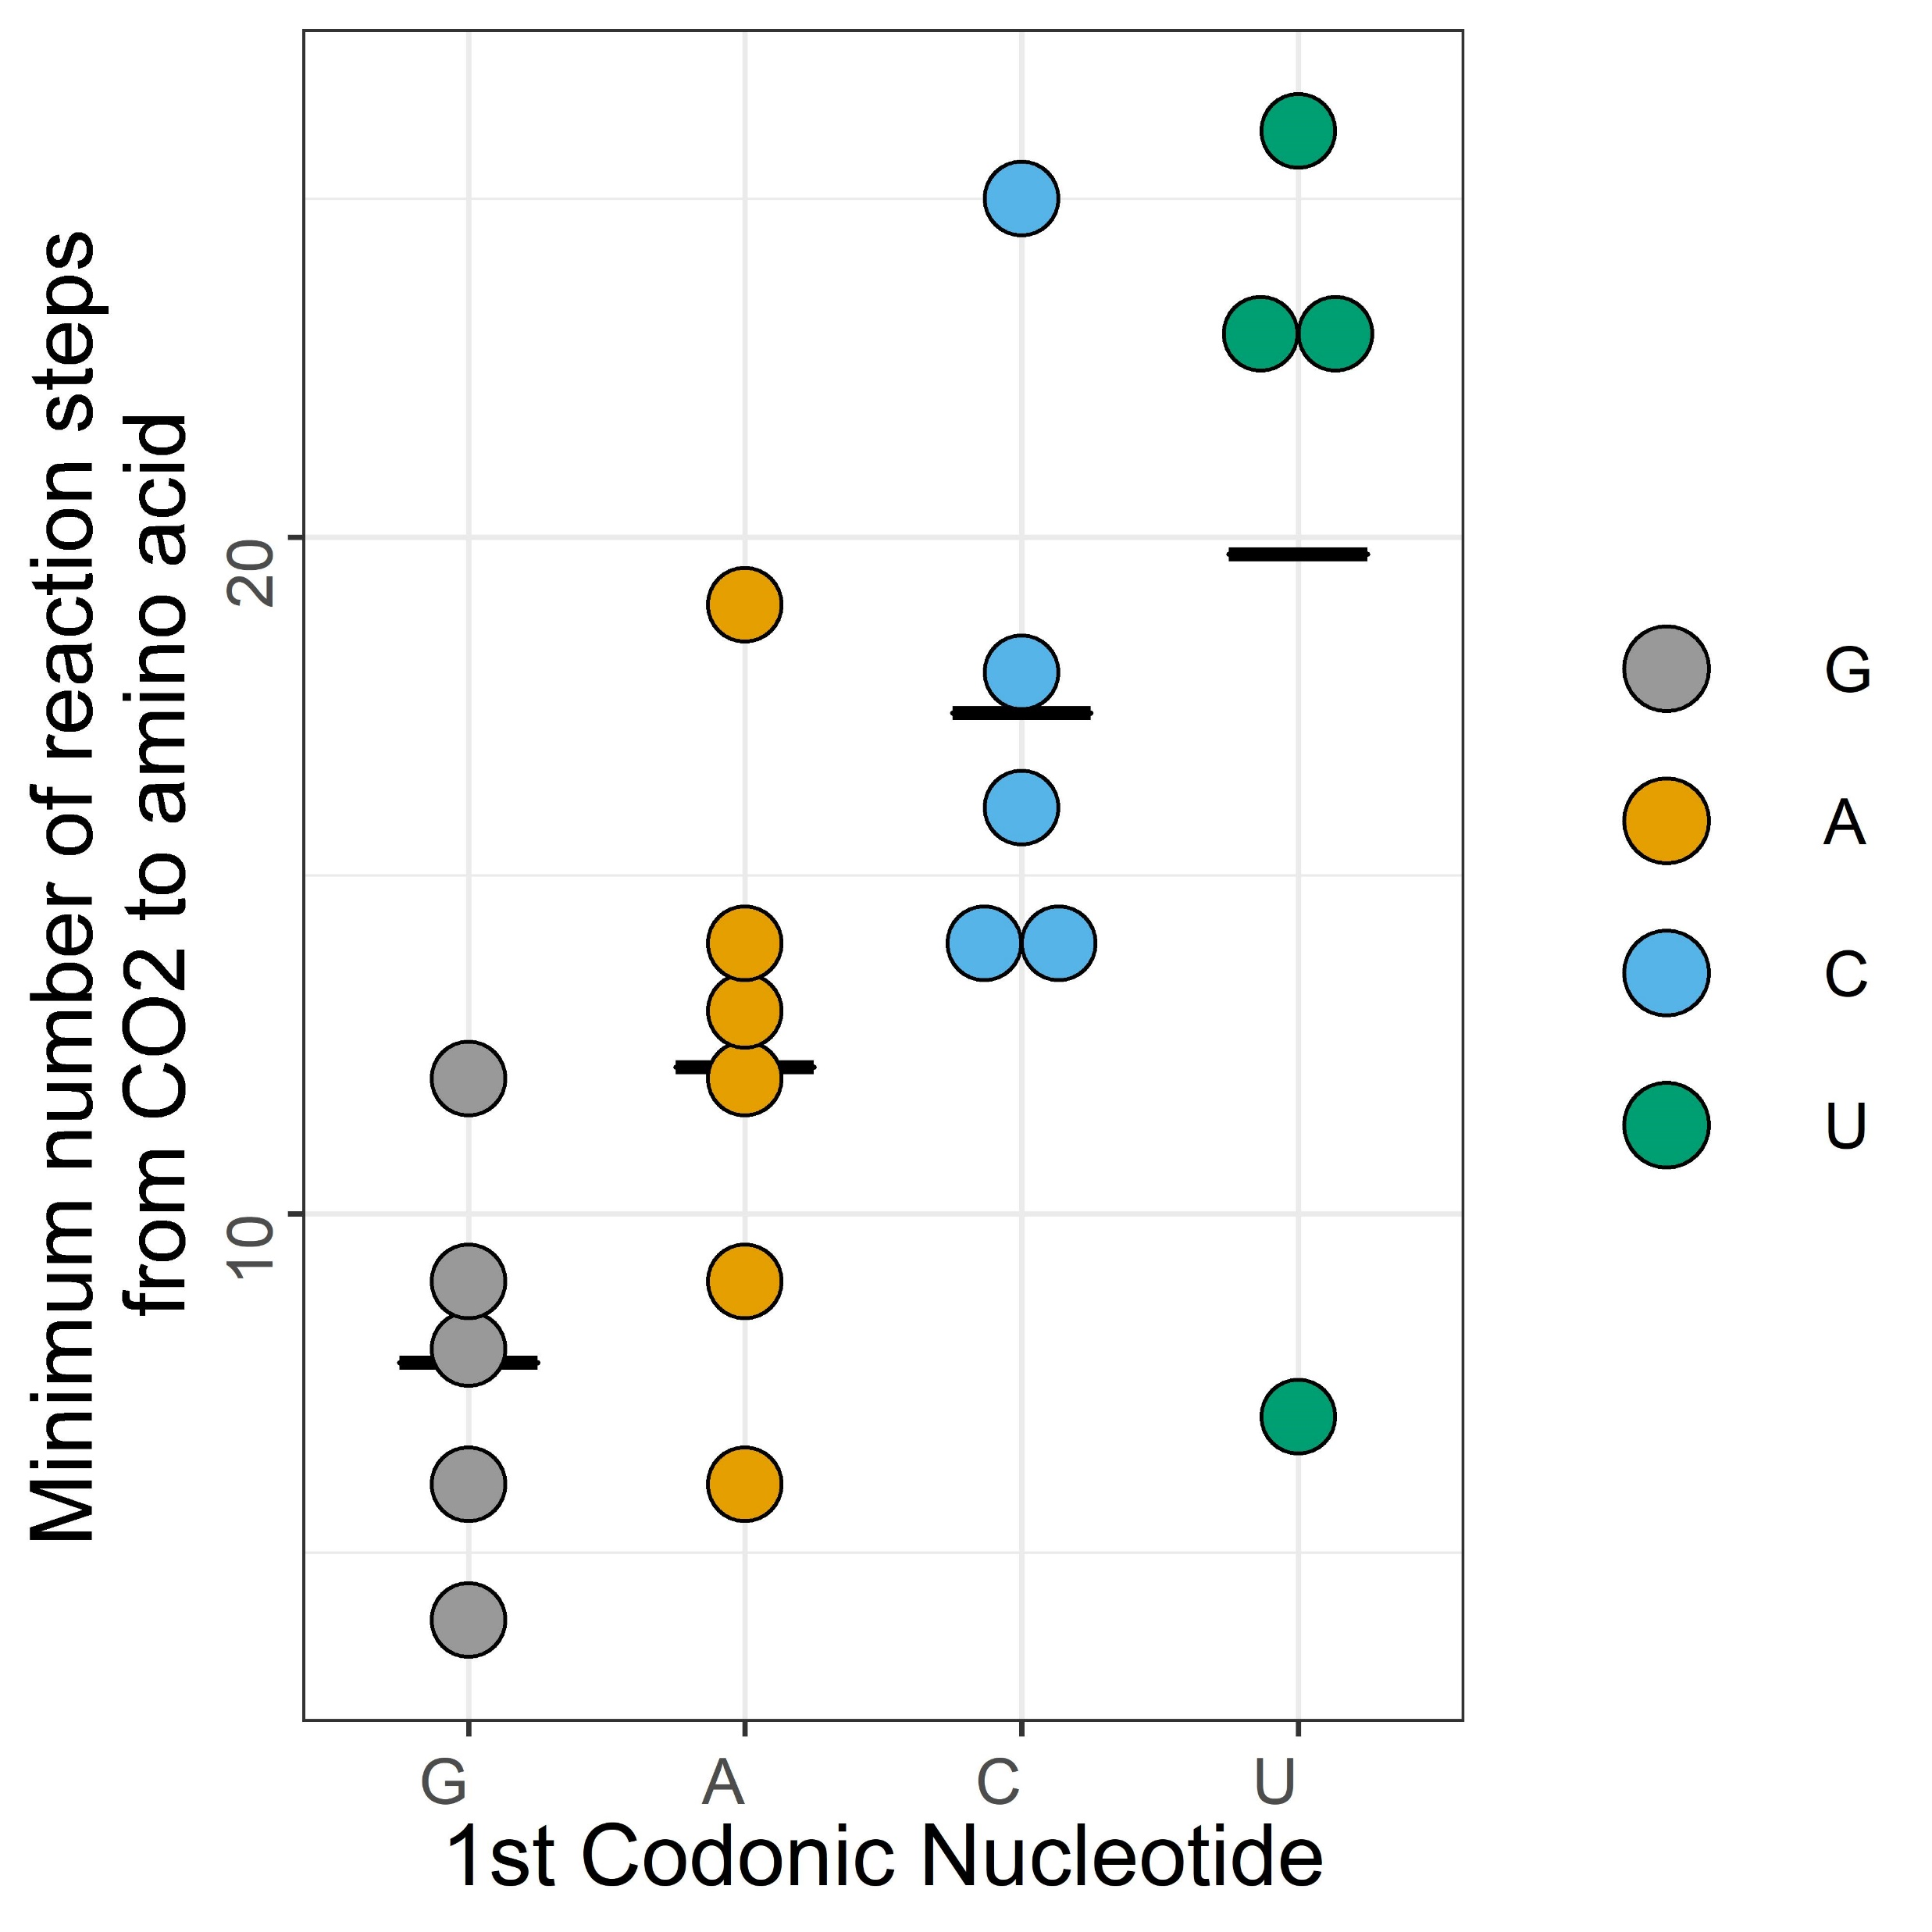 Minimum number of reaction steps
from CO2 to amino acid
20
10
G
A
C
U
1st Codonic Nucleotide
G
A
C
U